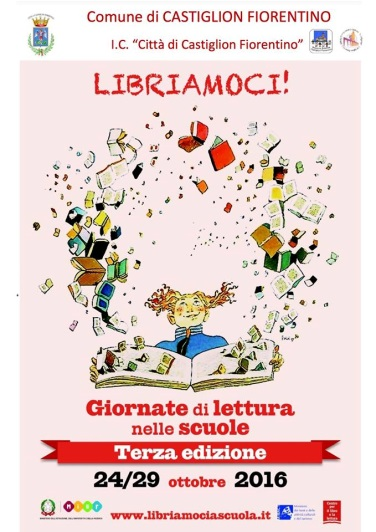 Comune di CASTIGLION FIORENTINO
I.C. “Città di Castiglion Fiorentino”
LIBRIAMOCI!
Giornate di lettura
nelle scuole
Terza edizione
24/29 ottobre 2016
www.libriamociascuola.it